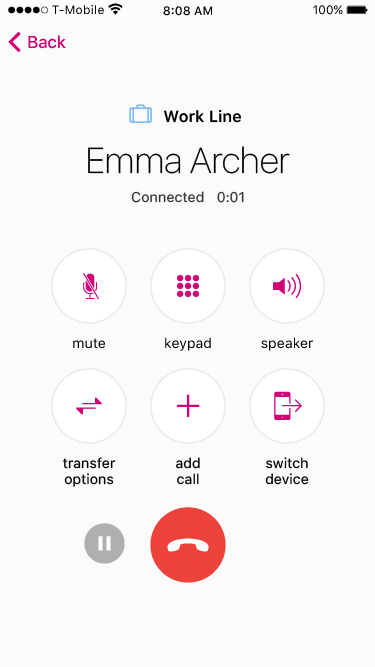 T-Mobile 8:08 AM 100%
Back
Work Line
Emma Archer
Connected 0:01
mute keypad speaker
transfer add switch
options call device